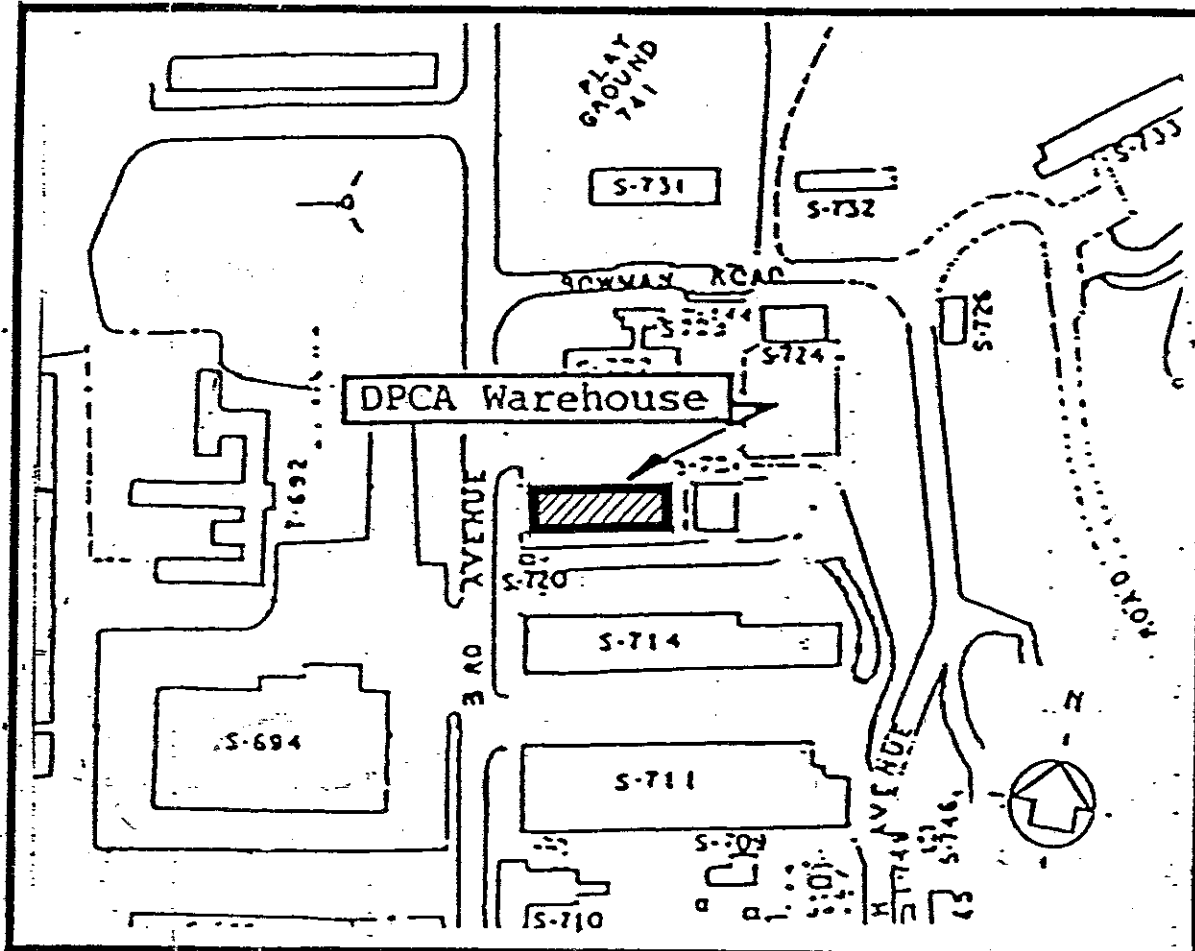 PLAY
GROUND
741
S-733
S-731
S-732
S-726
S-724
DPCA Warehouse
T-692
AVENUE
S-720
ROAD
S-714
3 RD
N
S-694
S-711
AVENUE
S-746
S-710